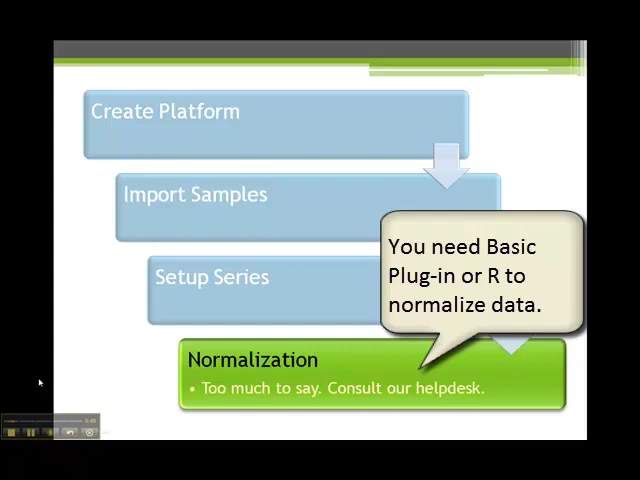 Create Platform
Import Samples
Setup Series
You need Basic
Plug-in or R to
normalize data.
Normalization
• Too much to say. Consult our helpdesk.